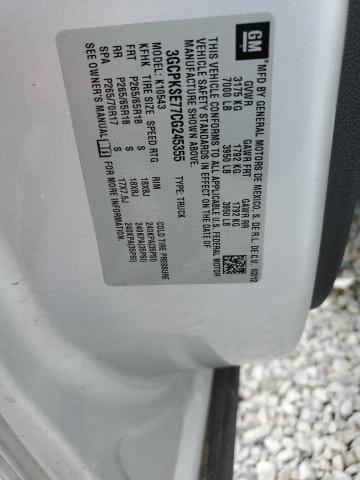 GM
MFD BY GENERAL MOTORS DE MEXICO, S. DE R.L. DE C.V. 02/12
GVWR GAWR FRT GAWR RR
3175 KG 1792 KG 1792 KG
7000 LB 3950 LB 3950 LB
THIS VEHICLE CONFORMS TO ALL APPLICABLE U.S. FEDERAL MOTOR
VEHICLE SAFETY STANDARDS IN EFFECT ON THE DATE OF
MANUFACTURE SHOWN ABOVE.
3GCPKSE77CG245355 TYPE: TRUCK
MODEL: K10543
KFHK TIRE SIZE SPEED RTG RIM COLD TIRE PRESSURE
FRT P265/65R18 S 18X8J 240KPA(35PSI)
RR P265/65R18 S 18X8J 240KPA(35PSI)
SPA P265/70R17 S 17X7.5J 240KPA(35PSI)
SEE OWNER'S MANUAL FOR MORE INFORMATION.